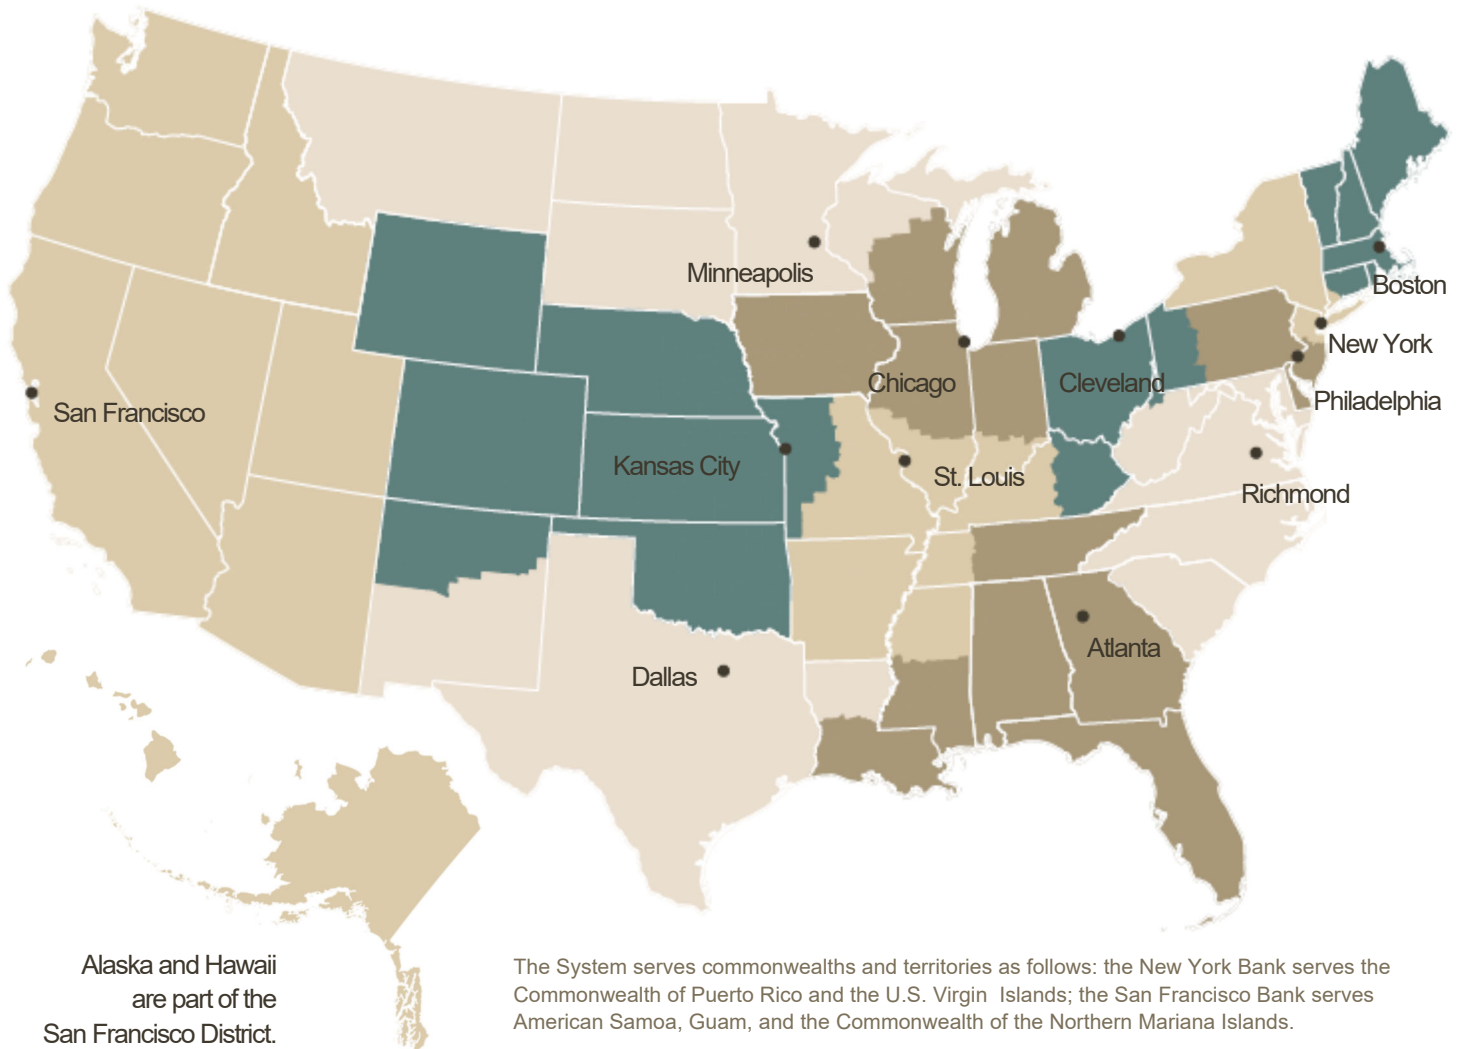 Minneapolis
Boston
New York
Chicago
Cleveland
Philadelphia
San Francisco
Kansas City
St. Louis
Richmond
Atlanta
Dallas
Alaska and Hawaii
are part of the
San Francisco District.
The System serves commonwealths and territories as follows: the New York Bank serves the
Commonwealth of Puerto Rico and the U.S. Virgin Islands; the San Francisco Bank serves
American Samoa, Guam, and the Commonwealth of the Northern Mariana Islands.